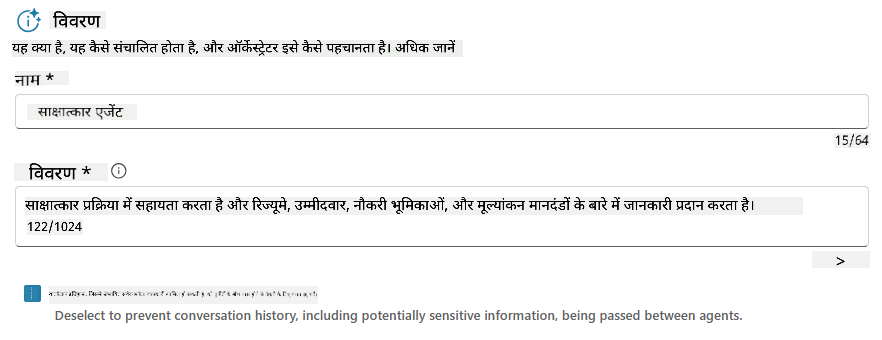 विवरण
यह क्या है, यह कैसे संचालित होता है, और ऑर्केस्ट्रेटर इसे कैसे पहचानता है। अधिक जानें
नाम *
साक्षात्कार एजेंट
15/64
विवरण *
साक्षात्कार प्रक्रिया में सहायता करता है और रिज्यूमे, उम्मीदवार, नौकरी भूमिकाओं, और मूल्यांकन मानदंडों के बारे में जानकारी प्रदान करता है।
122/1024
>
Deselect to prevent conversation history, including potentially sensitive information, being passed between agents.